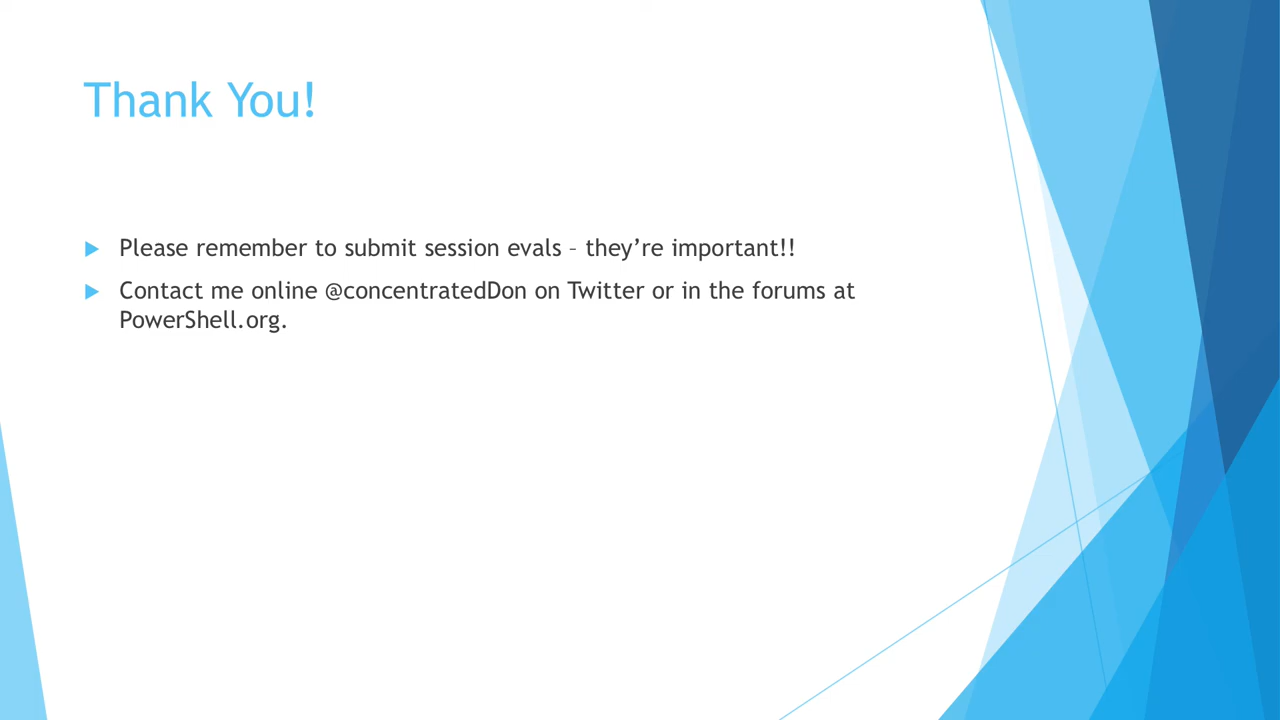 Thank You!
Please remember to submit session evals – they’re important!!
Contact me online @concentratedDon on Twitter or in the forums at
PowerShell.org.